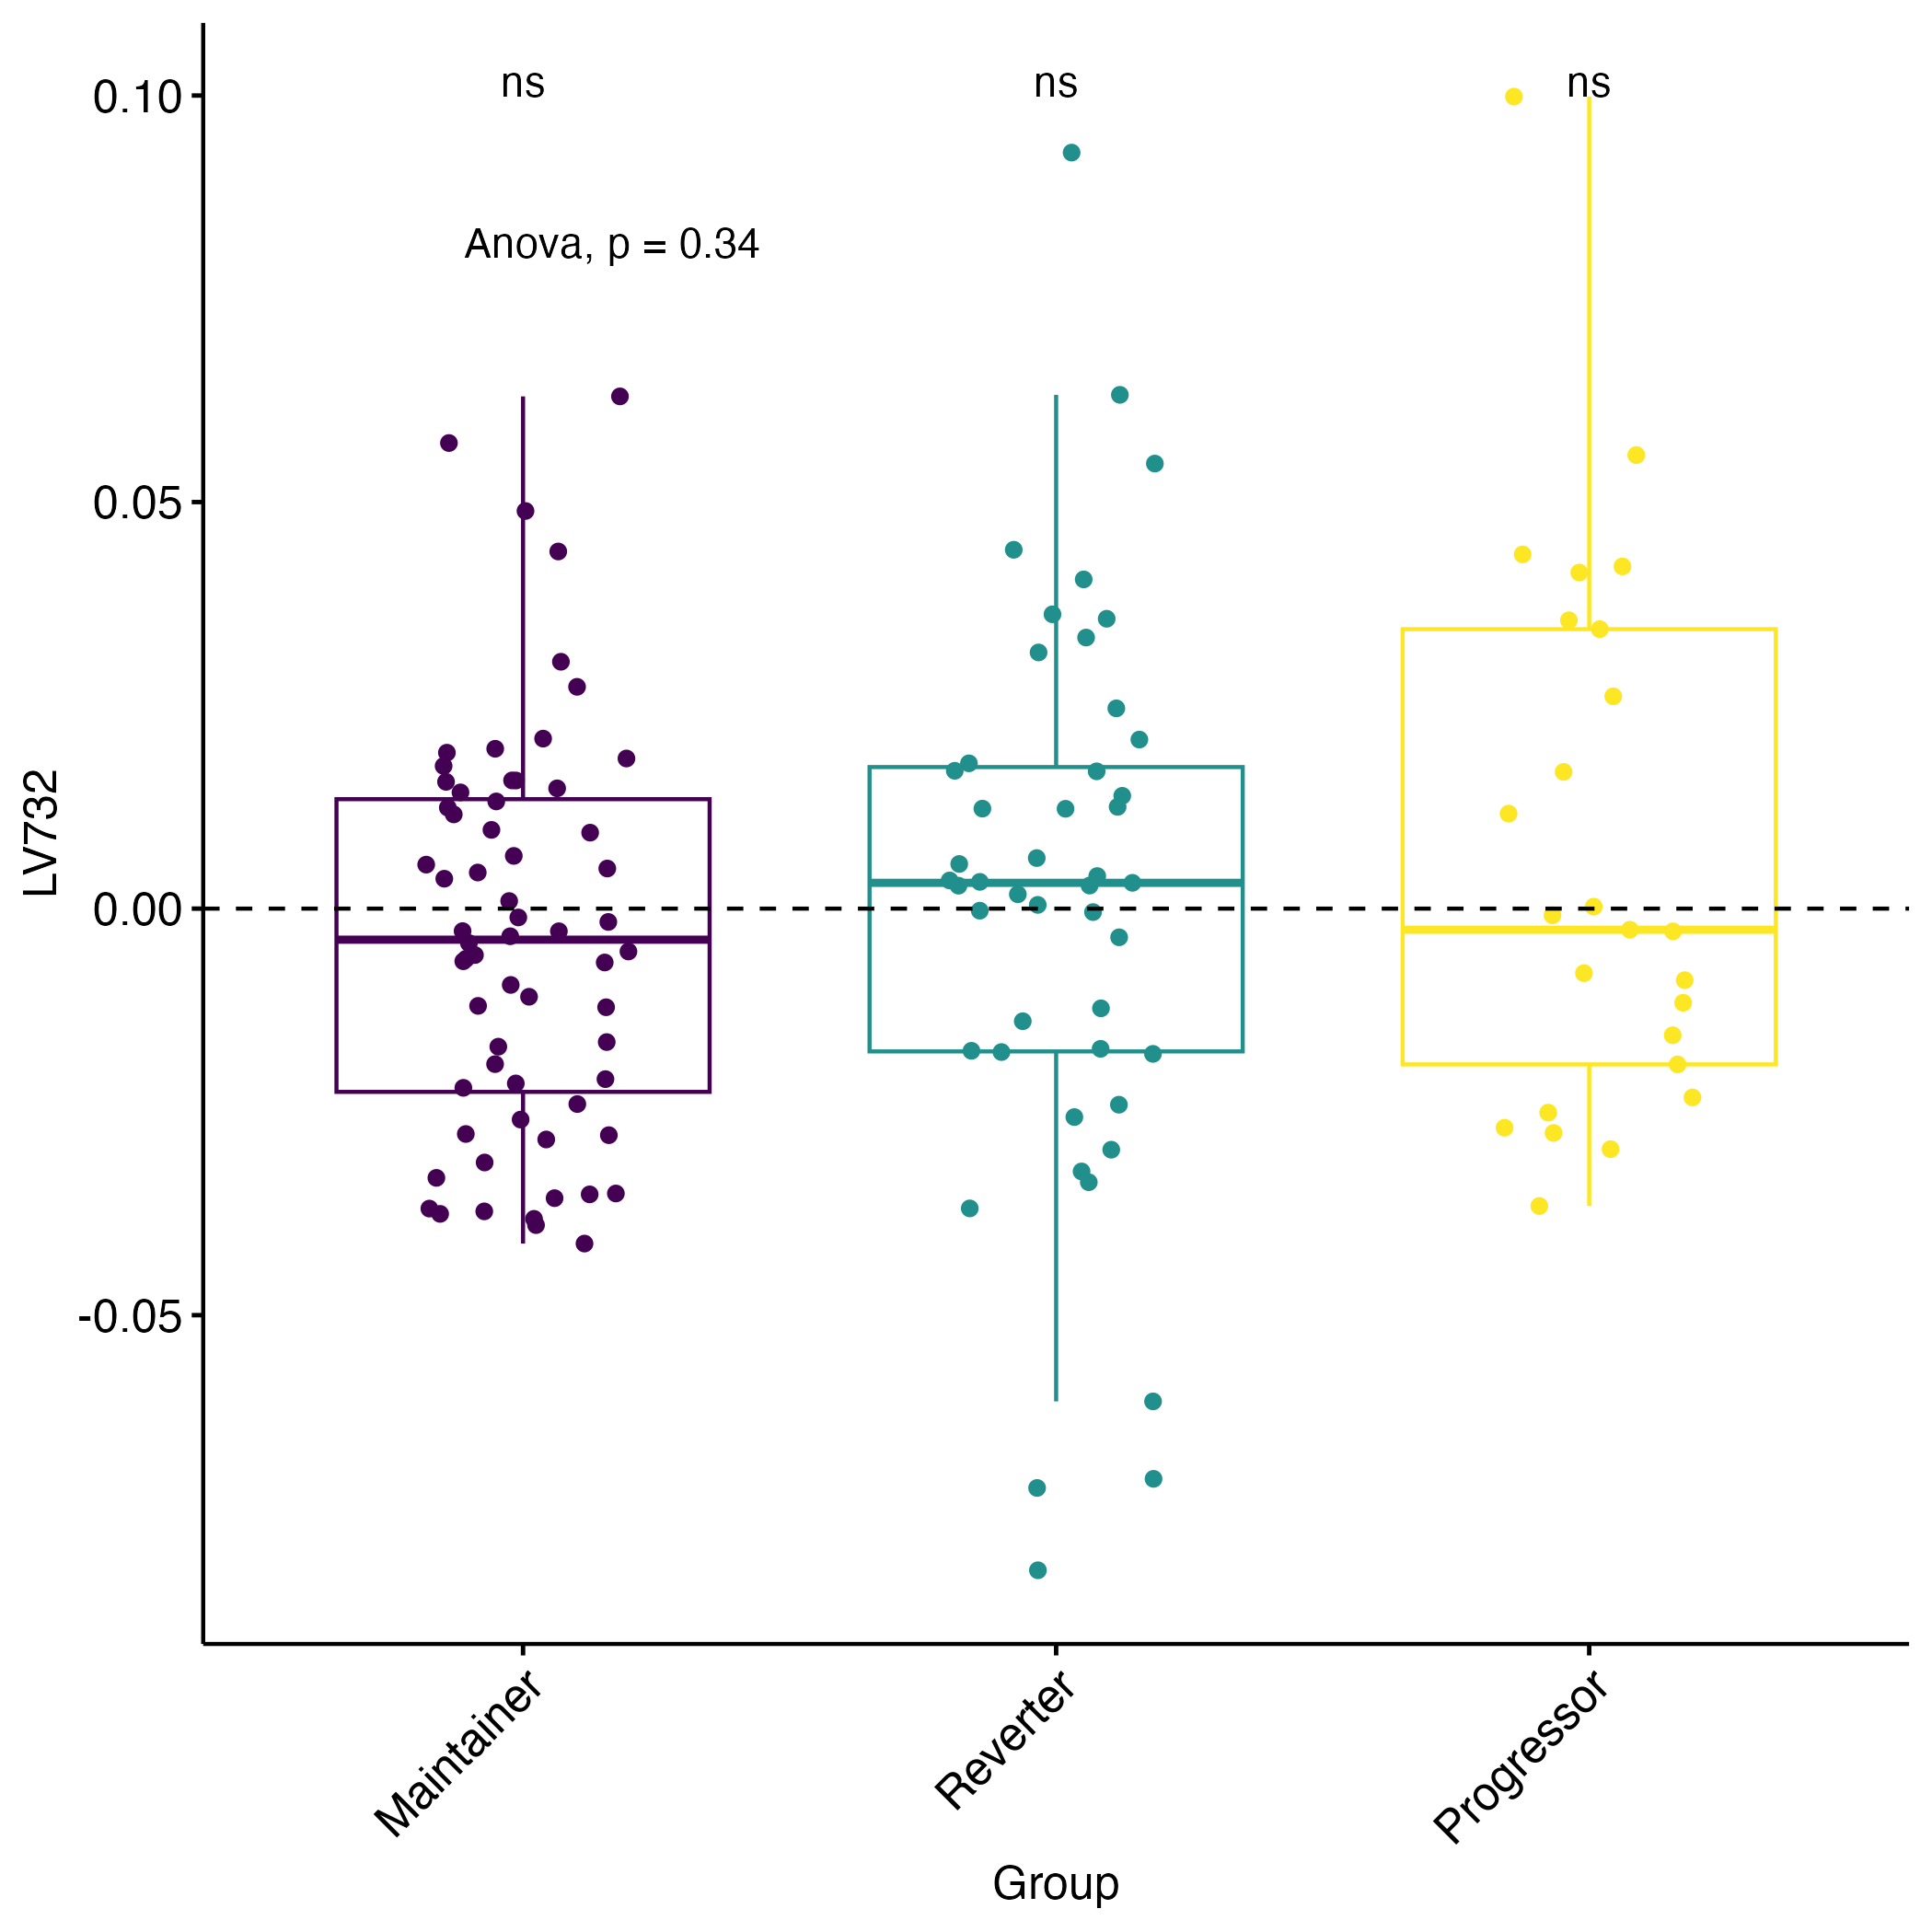 ns
ns
ns
Anova, p = 0.34
0.10
0.05
0.00
-0.05
LV732
Maintainer
Reverter
Progressor
Group